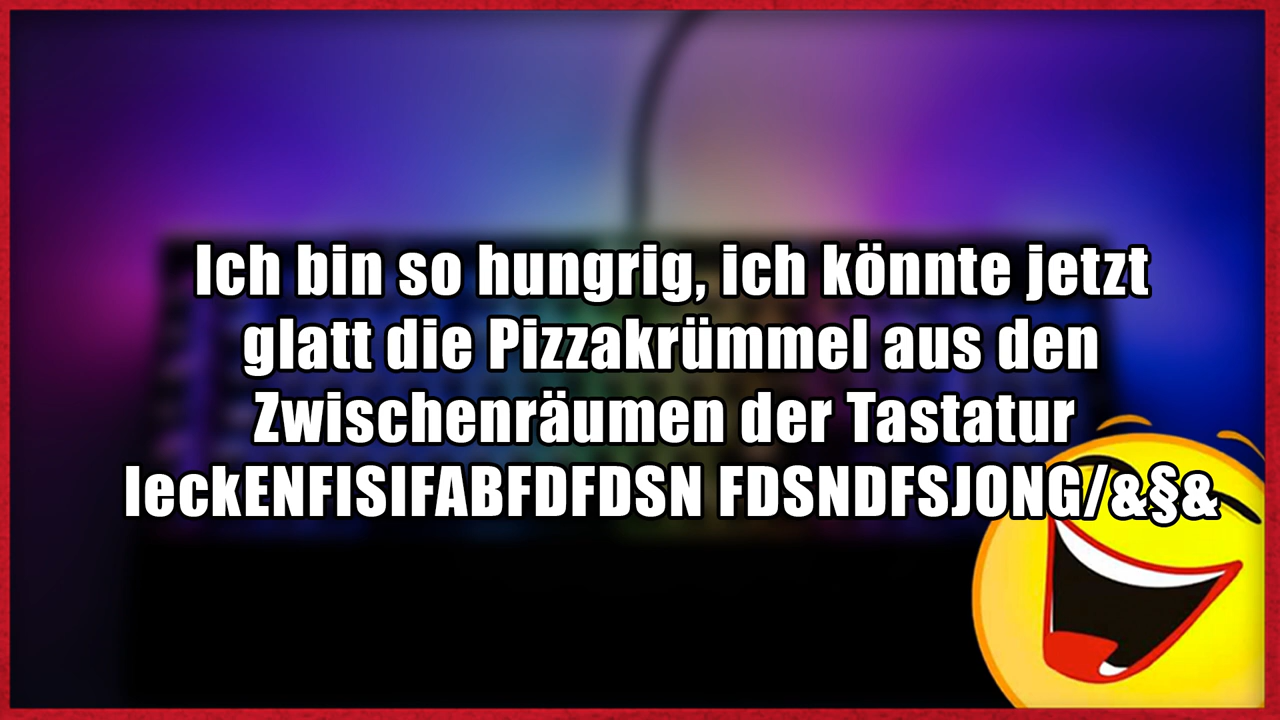 Ich bin so hungrig, ich könnte jetzt
glatt die Pizzakrümmel aus den
Zwischenräumen der Tastatur
leckENFISIFABFDFDSN FDSNDFSJONG/&§&